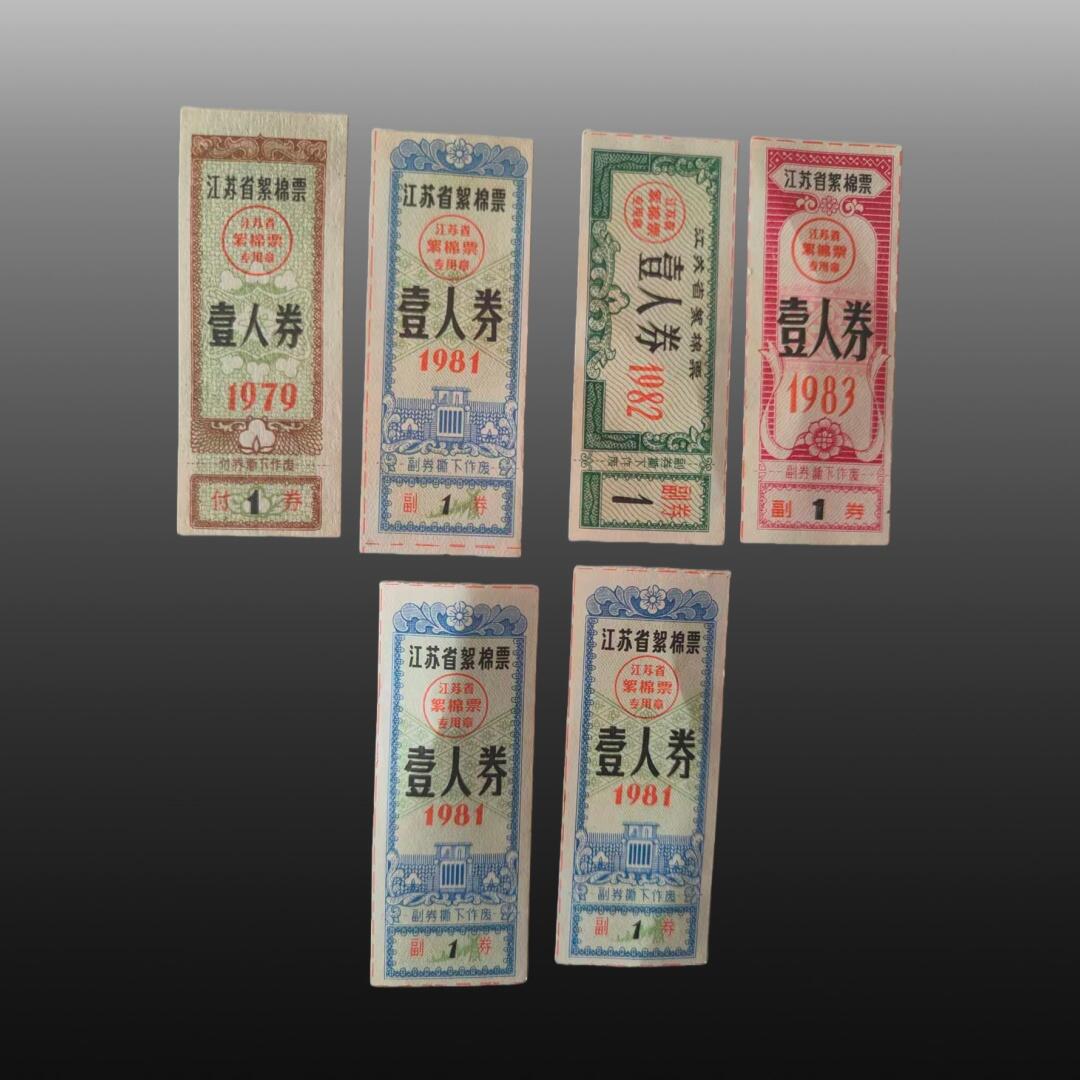 江苏省絮棉票
江苏省
絮棉票
专用章
壹人券
1979
付券撕下作废
付 1 券
江苏省絮棉票
江苏省
絮棉票
专用章
壹人券
1981
副券撕下作废
副 1 券
江苏省絮棉票
江苏省
絮棉票
专用章
壹人券
1982
副券撕下作废
副券
1
江苏省絮棉票
江苏省
絮棉票
专用章
壹人券
1983
副券撕下作废
副 1 券
江苏省絮棉票
江苏省
絮棉票
专用章
壹人券
1981
副券撕下作废
副 1 券
江苏省絮棉票
江苏省
絮棉票
专用章
壹人券
1981
副券撕下作废
副 1 券